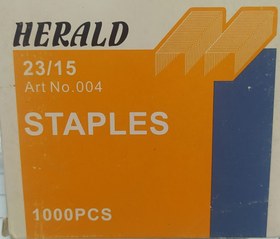 HERALD
23/15
Art No.004
STAPLES
1000PCS